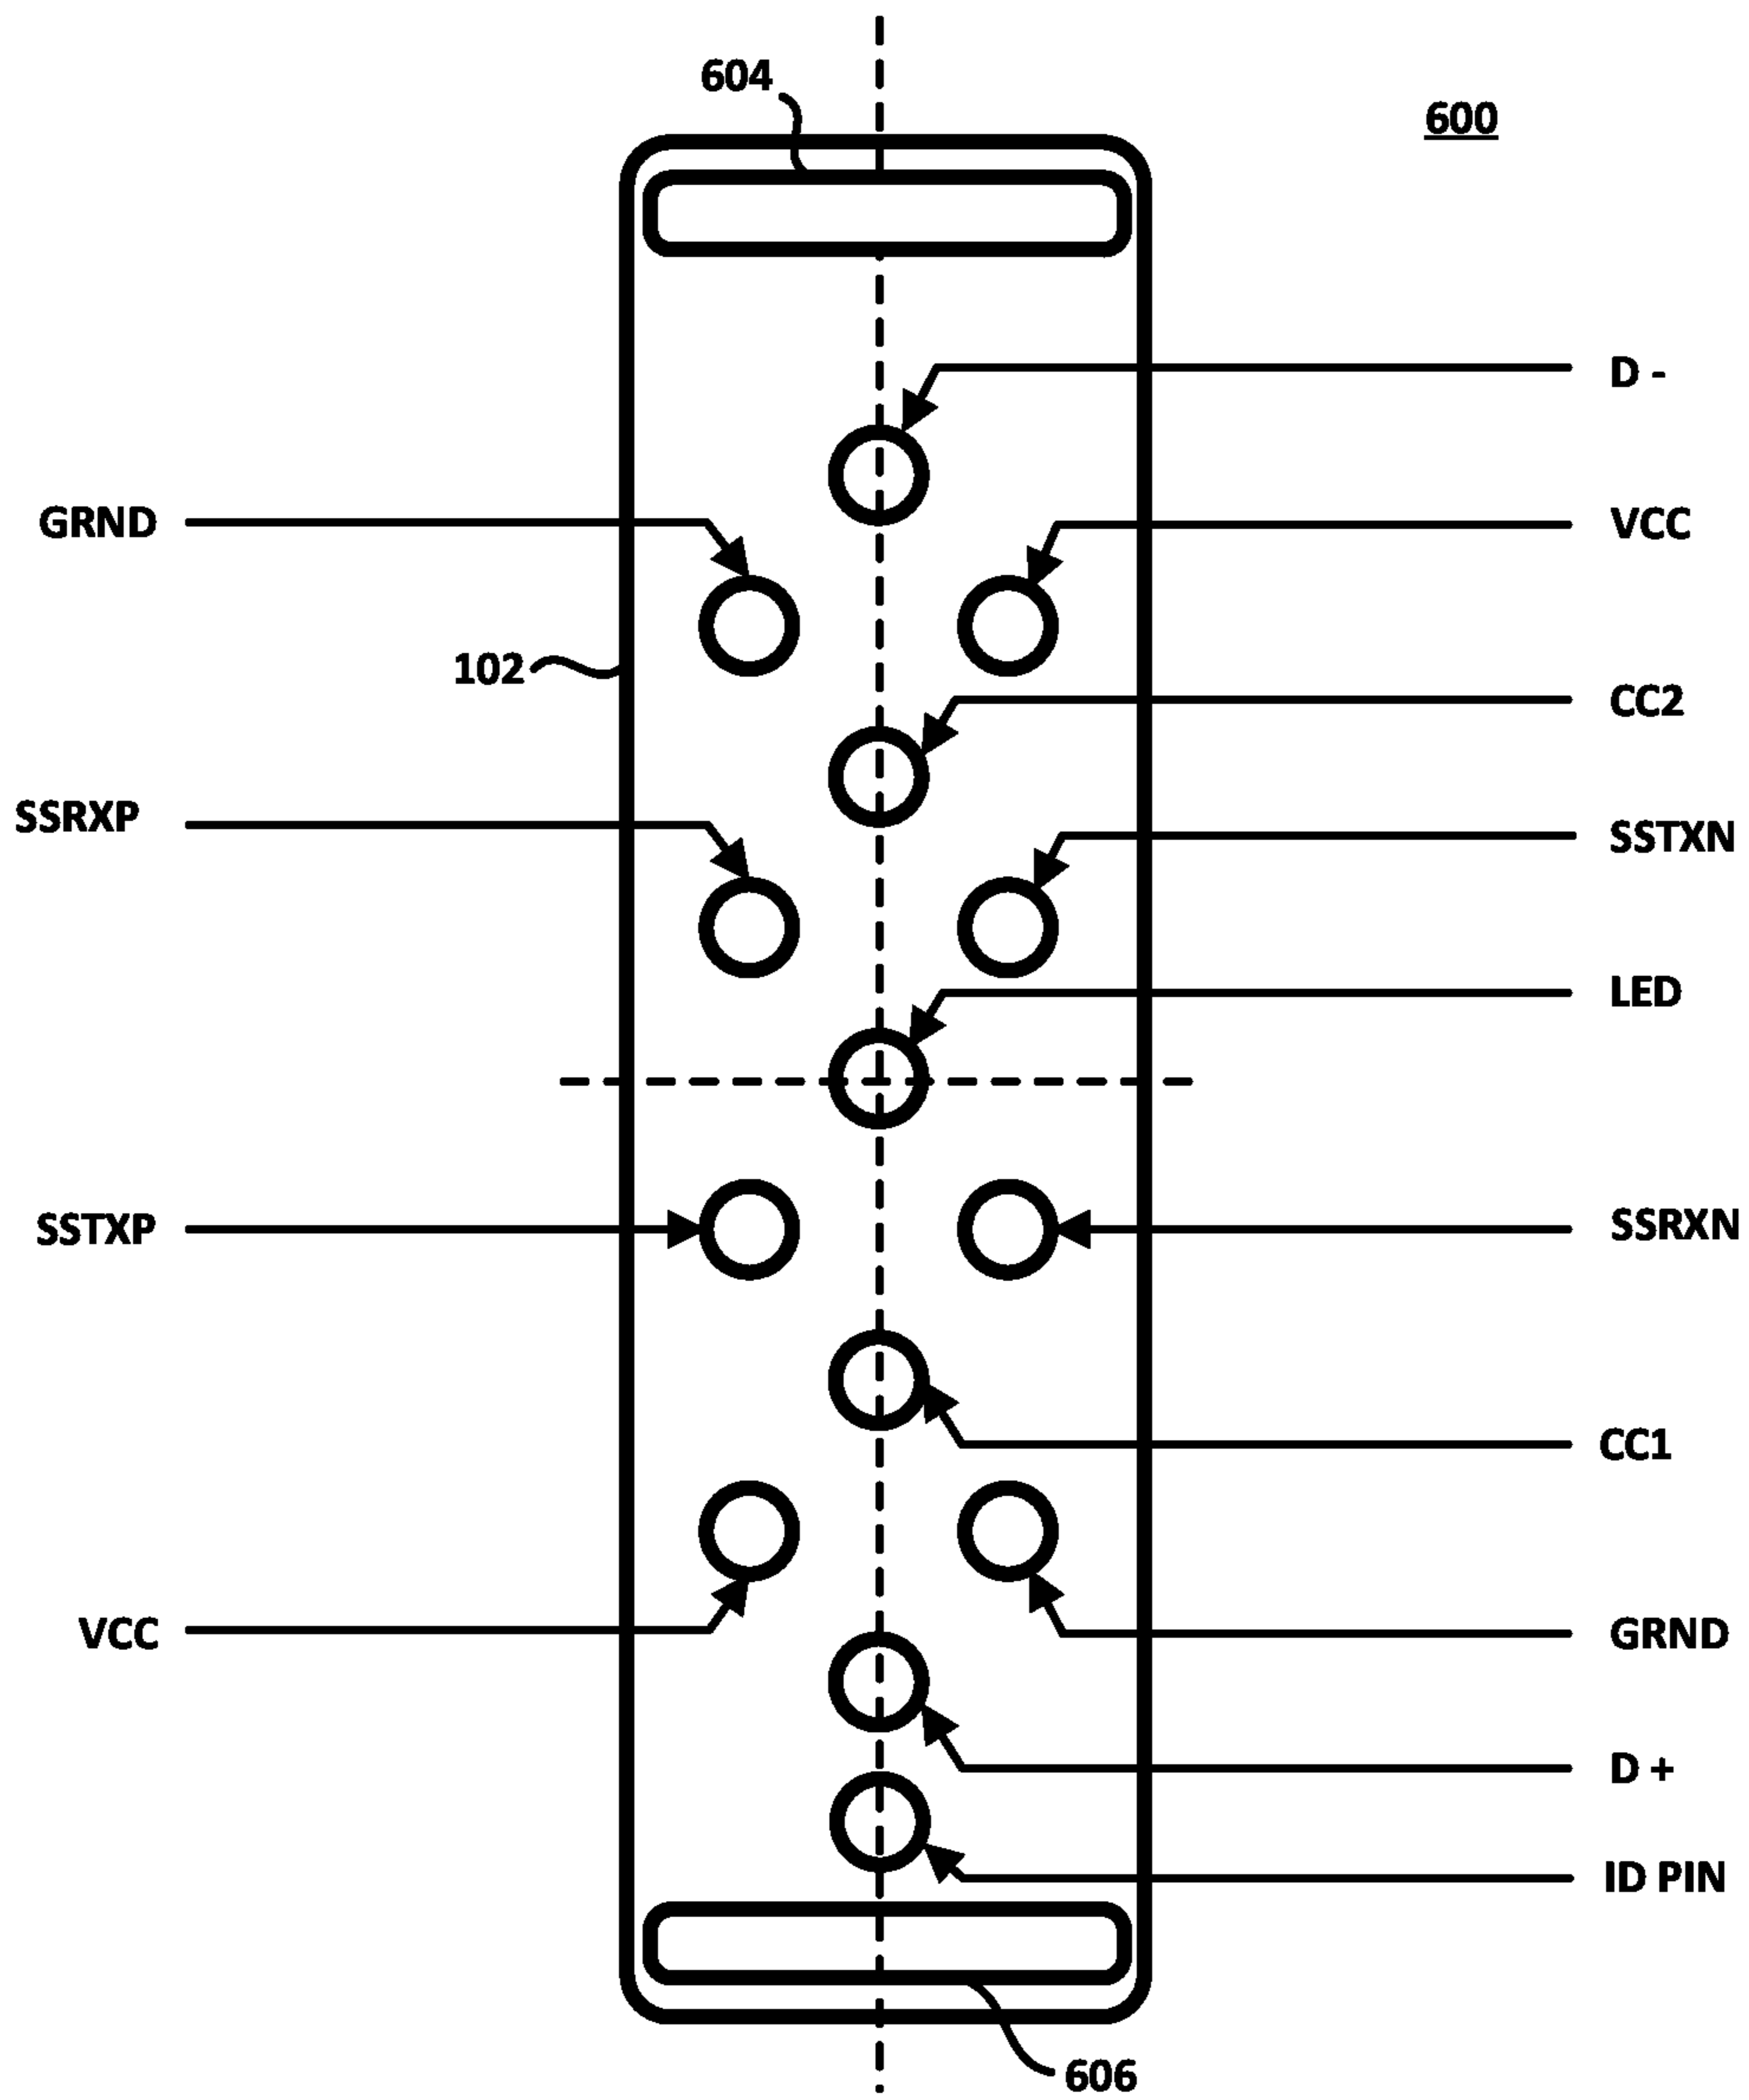 604
600
D -
GRND
VCC
102
CC2
SSRXP
SSTXN
LED
SSTXP
SSRXN
CC1
VCC
GRND
D +
ID PIN
606